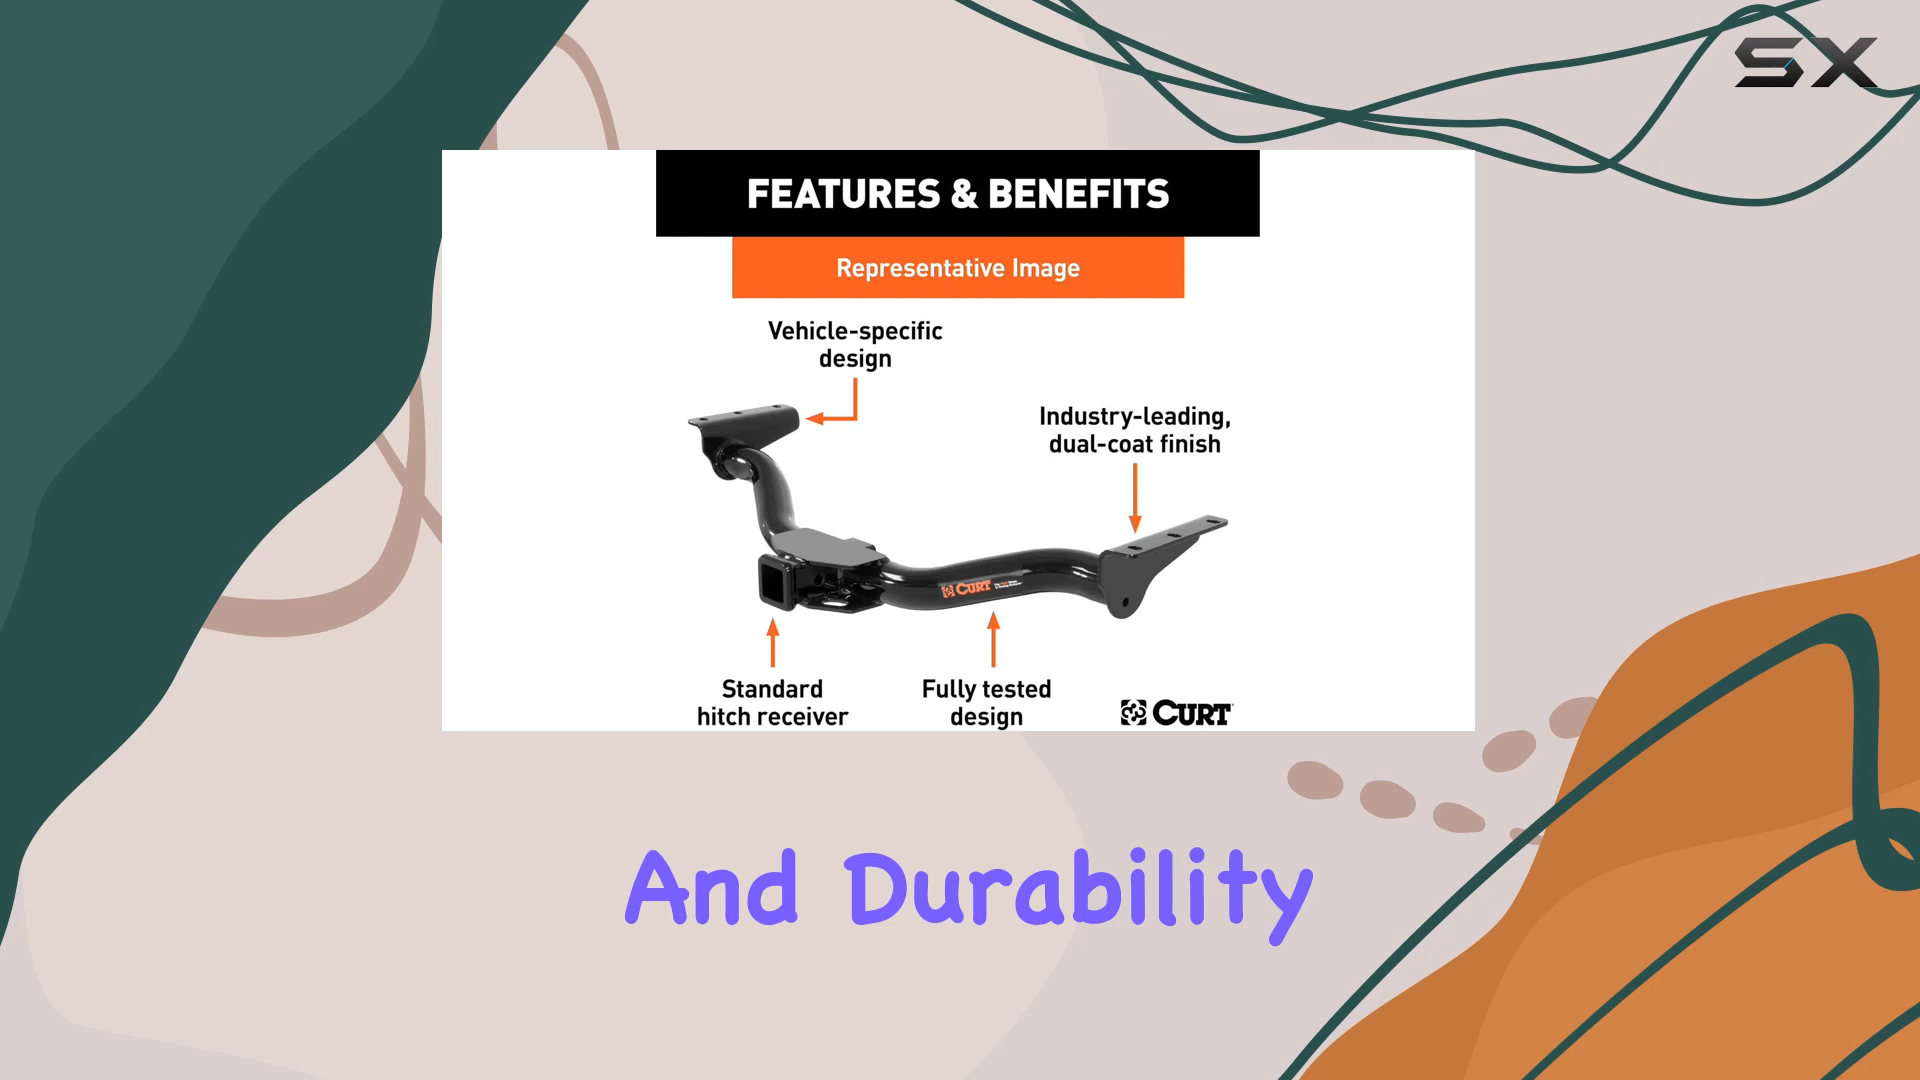 SX
FEATURES & BENEFITS
Representative Image
Vehicle-specific
design
Industry-leading,
dual-coat finish
CURT
Standard
hitch receiver
Fully tested
design
CURT
And Durability